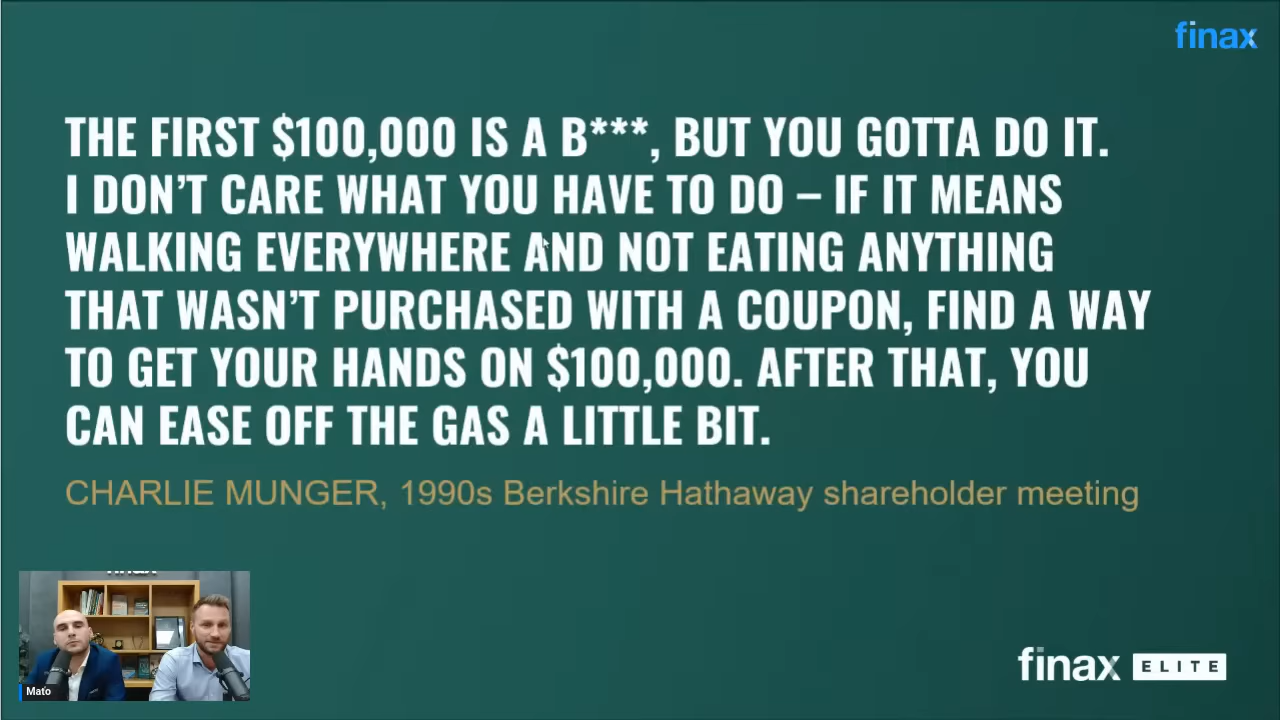 finax
THE FIRST $100,000 IS A B***, BUT YOU GOTTA DO IT.
I DON’T CARE WHAT YOU HAVE TO DO – IF IT MEANS
WALKING EVERYWHERE AND NOT EATING ANYTHING
THAT WASN’T PURCHASED WITH A COUPON, FIND A WAY
TO GET YOUR HANDS ON $100,000. AFTER THAT, YOU
CAN EASE OFF THE GAS A LITTLE BIT.
CHARLIE MUNGER, 1990s Berkshire Hathaway shareholder meeting
finax
Maťo
finax ELITE